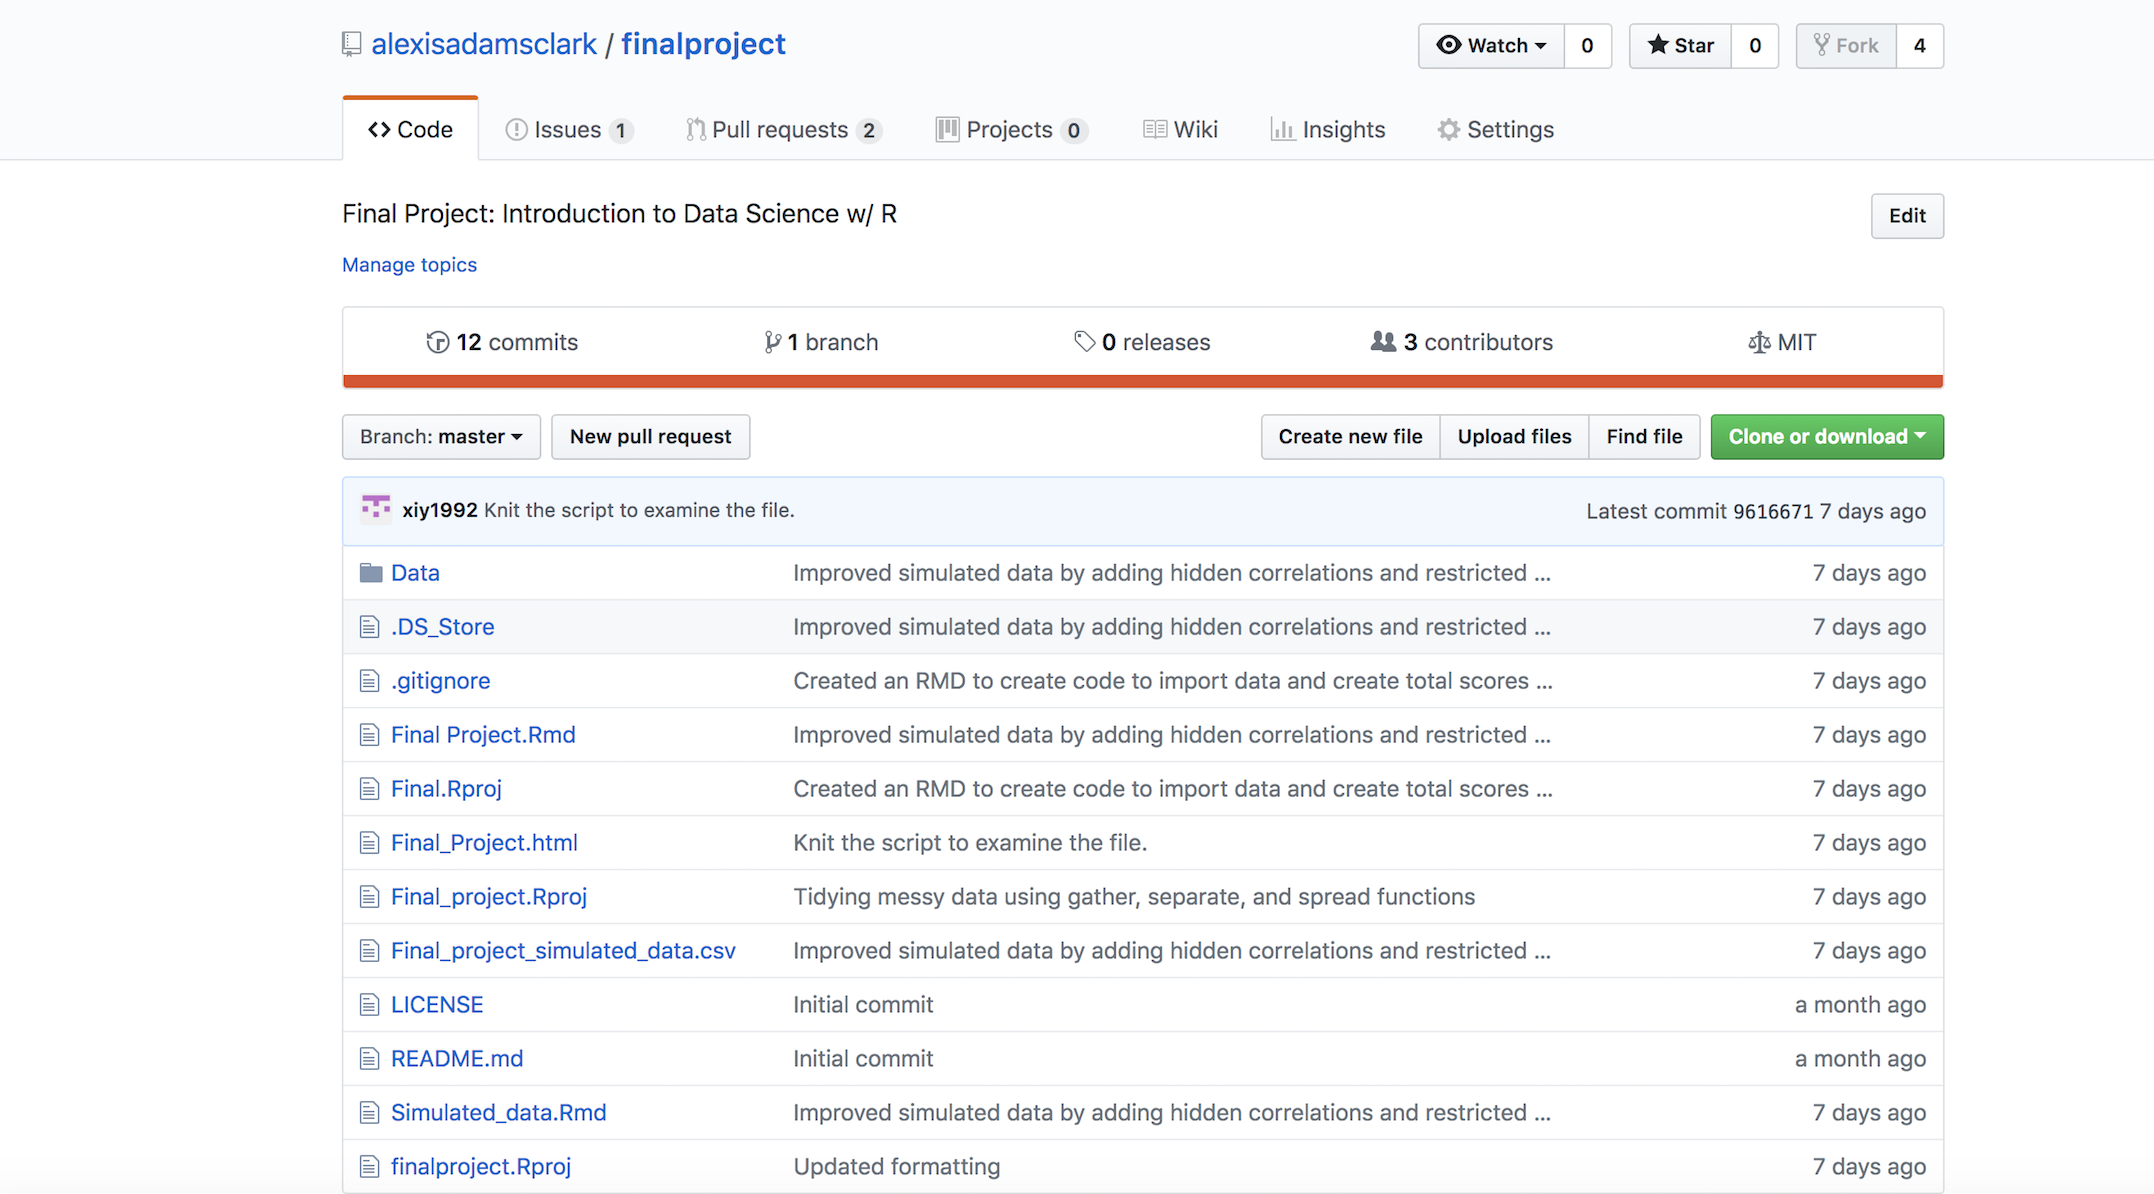 alexisadamsclark / finalproject
Watch 0 Star 0 Fork 4
Code Issues 1 Pull requests 2 Projects 0 Wiki Insights Settings
Final Project: Introduction to Data Science w/ R
Edit
Manage topics
12 commits 1 branch 0 releases 3 contributors MIT
Branch: master New pull request Create new file Upload files Find file Clone or download
xiy1992 Knit the script to examine the file. Latest commit 9616671 7 days ago
Data Improved simulated data by adding hidden correlations and restricted ... 7 days ago
.DS_Store Improved simulated data by adding hidden correlations and restricted ... 7 days ago
.gitignore Created an RMD to create code to import data and create total scores ... 7 days ago
Final Project.Rmd Improved simulated data by adding hidden correlations and restricted ... 7 days ago
Final.Rproj Created an RMD to create code to import data and create total scores ... 7 days ago
Final_Project.html Knit the script to examine the file. 7 days ago
Final_project.Rproj Tidying messy data using gather, separate, and spread functions 7 days ago
Final_project_simulated_data.csv Improved simulated data by adding hidden correlations and restricted ... 7 days ago
LICENSE Initial commit a month ago
README.md Initial commit a month ago
Simulated_data.Rmd Improved simulated data by adding hidden correlations and restricted ... 7 days ago
finalproject.Rproj Updated formatting 7 days ago